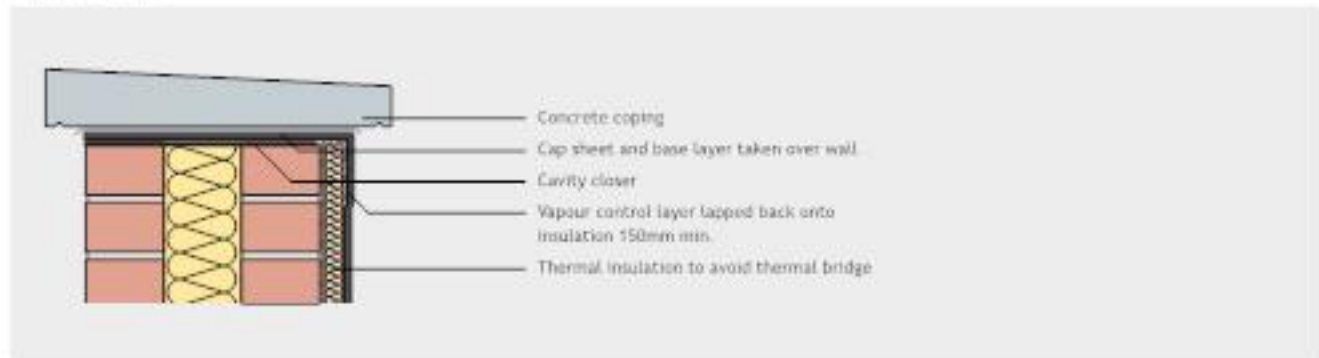 Concrete coping
Cap sheet and base layer taken over wall
Cavity closer
Vapour control layer lapped back onto
insulation 150mm min.
Thermal insulation to avoid thermal bridge